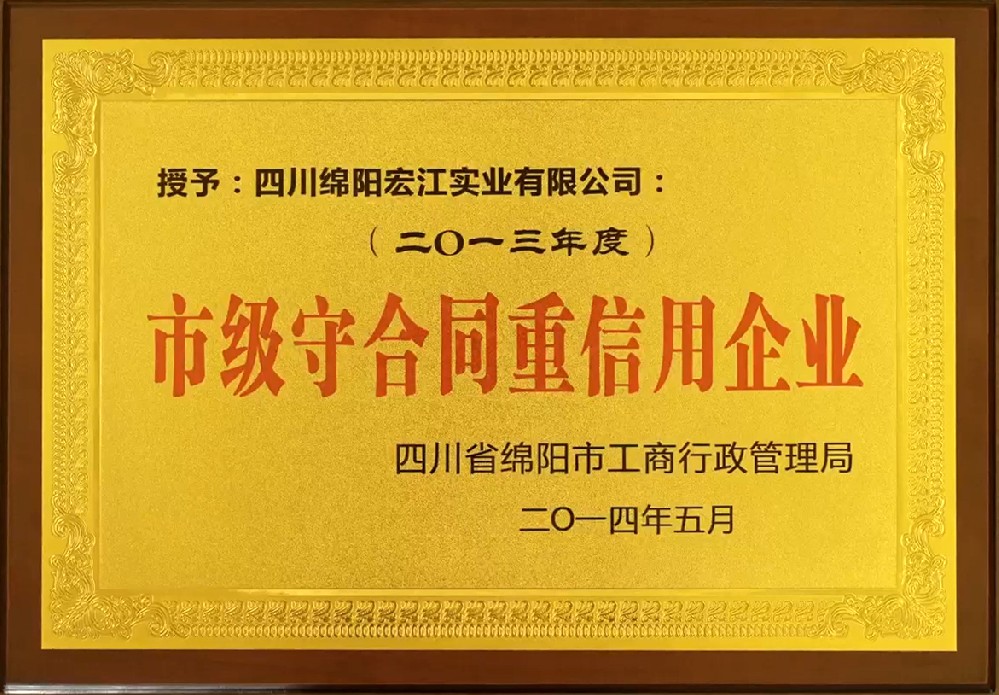 授予：四川绵阳宏江实业有限公司：
（二〇一三年度）
市级守合同重信用企业
四川省绵阳市工商行政管理局
二〇一四年五月